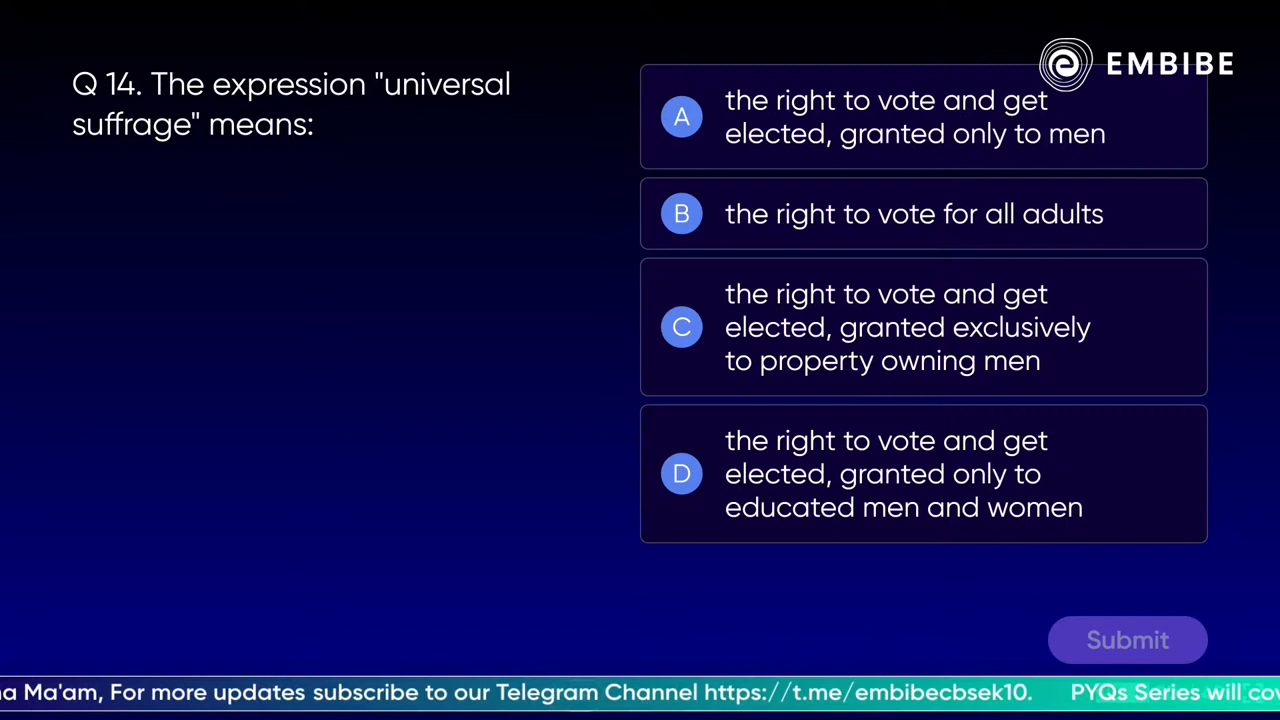 EMBIBE
Q 14. The expression "universal
suffrage" means:
A
the right to vote and get
elected, granted only to men
B
the right to vote for all adults
C
the right to vote and get
elected, granted exclusively
to property owning men
D
the right to vote and get
elected, granted only to
educated men and women
Submit
Ma'am, For more updates subscribe to our Telegram Channel https://t.me/embibecbsek10. PYQs Series will